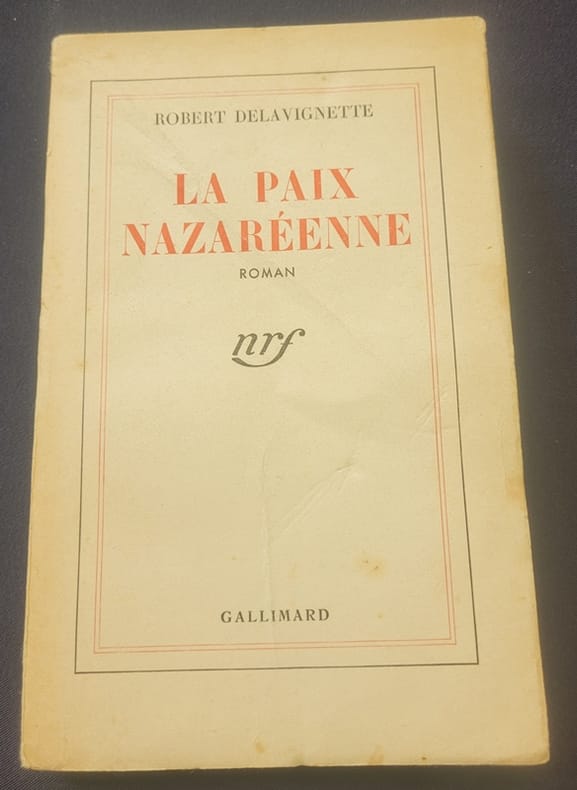 ROBERT DELAVIGNETTE
LA PAIX
NAZARÉENNE
ROMAN
nrf
GALLIMARD